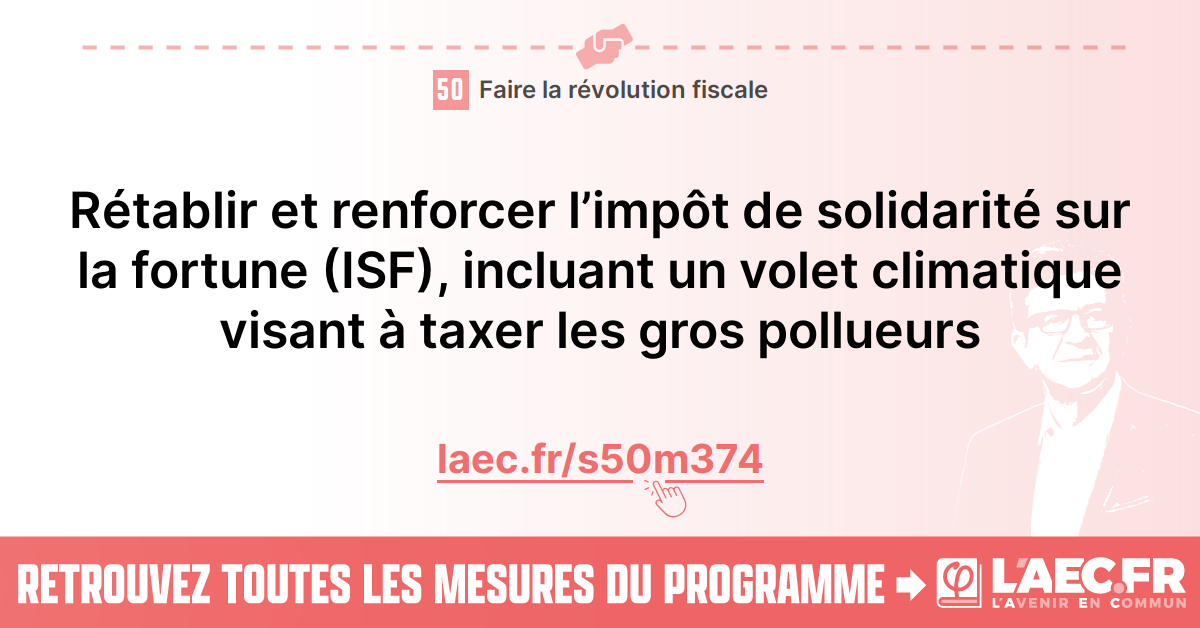 50 Faire la révolution fiscale
Rétablir et renforcer l’impôt de solidarité sur
la fortune (ISF), incluant un volet climatique
visant à taxer les gros pollueurs
laec.fr/s50m374
RETROUVEZ TOUTES LES MESURES DU PROGRAMME
φ
L'AEC.FR
L'AVENIR EN COMMUN